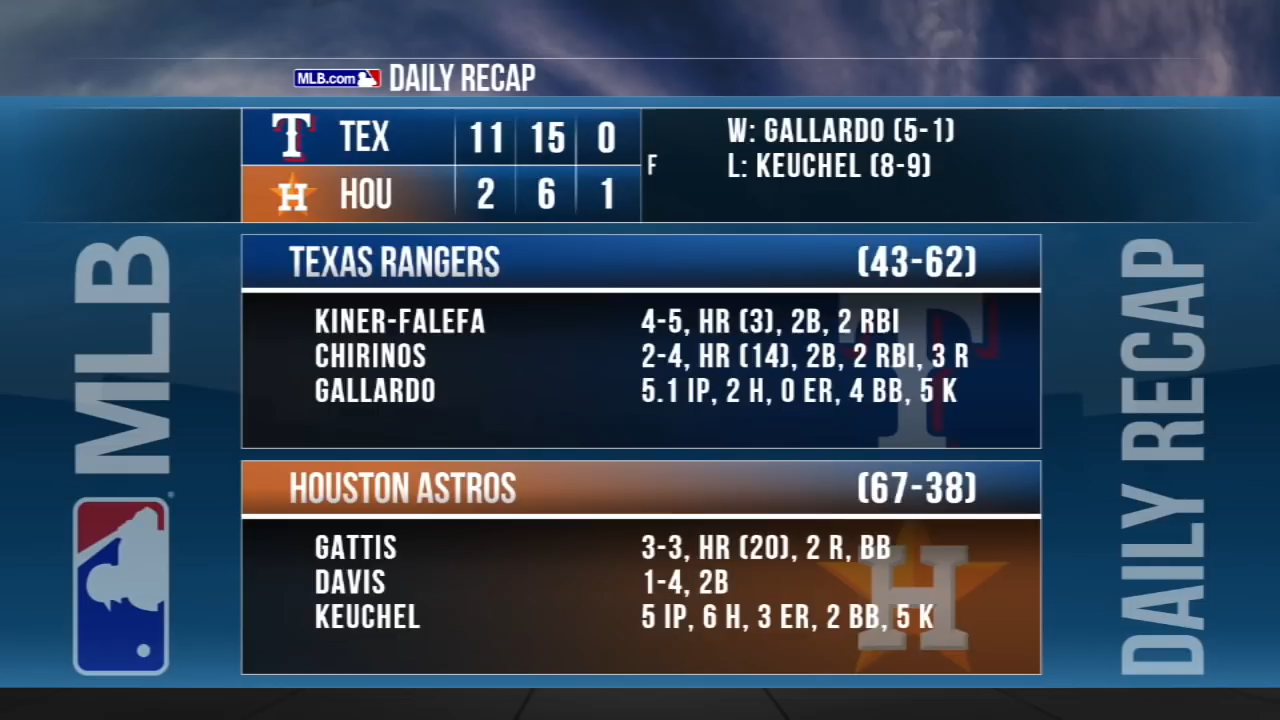 MLB.com DAILY RECAP
T TEX 11 15 0
H HOU 2 6 1
F
W: GALLARDO (5-1)
L: KEUCHEL (8-9)
TEXAS RANGERS (43-62)
KINER-FALEFA 4-5, HR (3), 2B, 2 RBI
CHIRINOS 2-4, HR (14), 2B, 2 RBI, 3 R
GALLARDO 5.1 IP, 2 H, 0 ER, 4 BB, 5 K
HOUSTON ASTROS (67-38)
GATTIS 3-3, HR (20), 2 R, BB
DAVIS 1-4, 2B
KEUCHEL 5 IP, 6 H, 3 ER, 2 BB, 5 K
MLB
DAILY RECAP